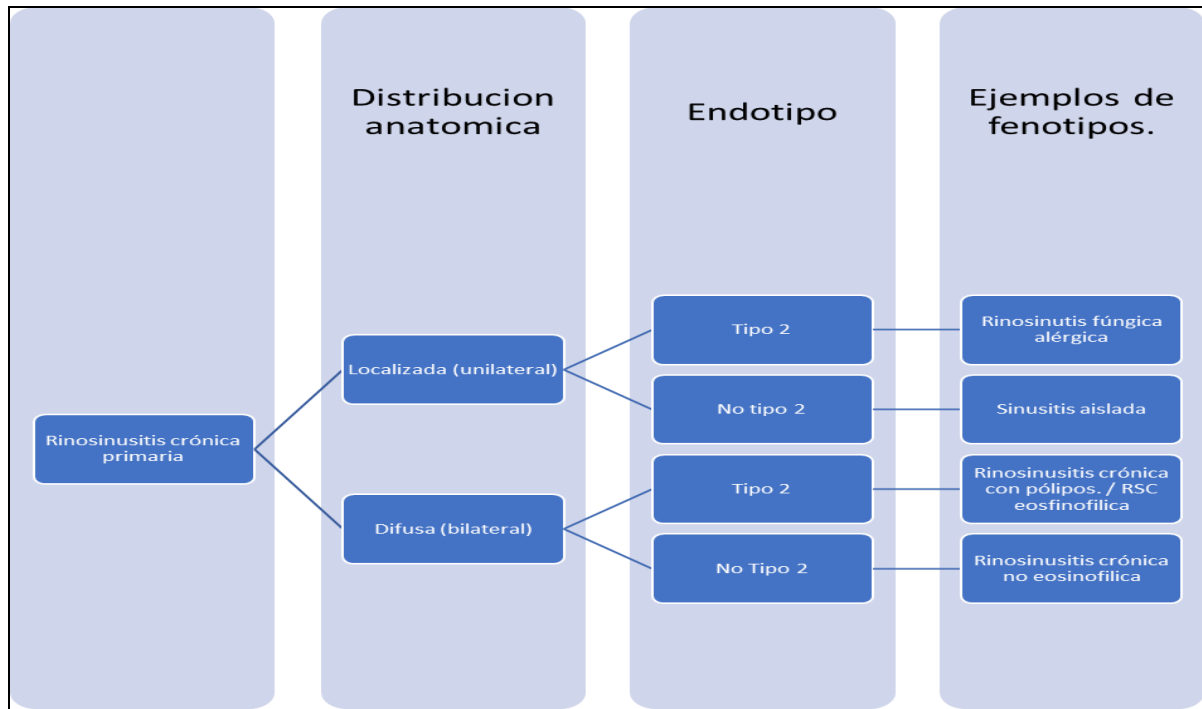 Distribucion
anatomica
Endotipo
Ejemplos de
fenotipos.
Rinosinusitis crónica
primaria
Localizada (unilateral)
Difusa (bilateral)
Tipo 2
No tipo 2
Tipo 2
No Tipo 2
Rinosinutis fúngica
alérgica
Sinusitis aislada
Rinosinusitis crónica
con pólipos. / RSC
eosfinofilica
Rinosinusitis crónica
no eosinofilica